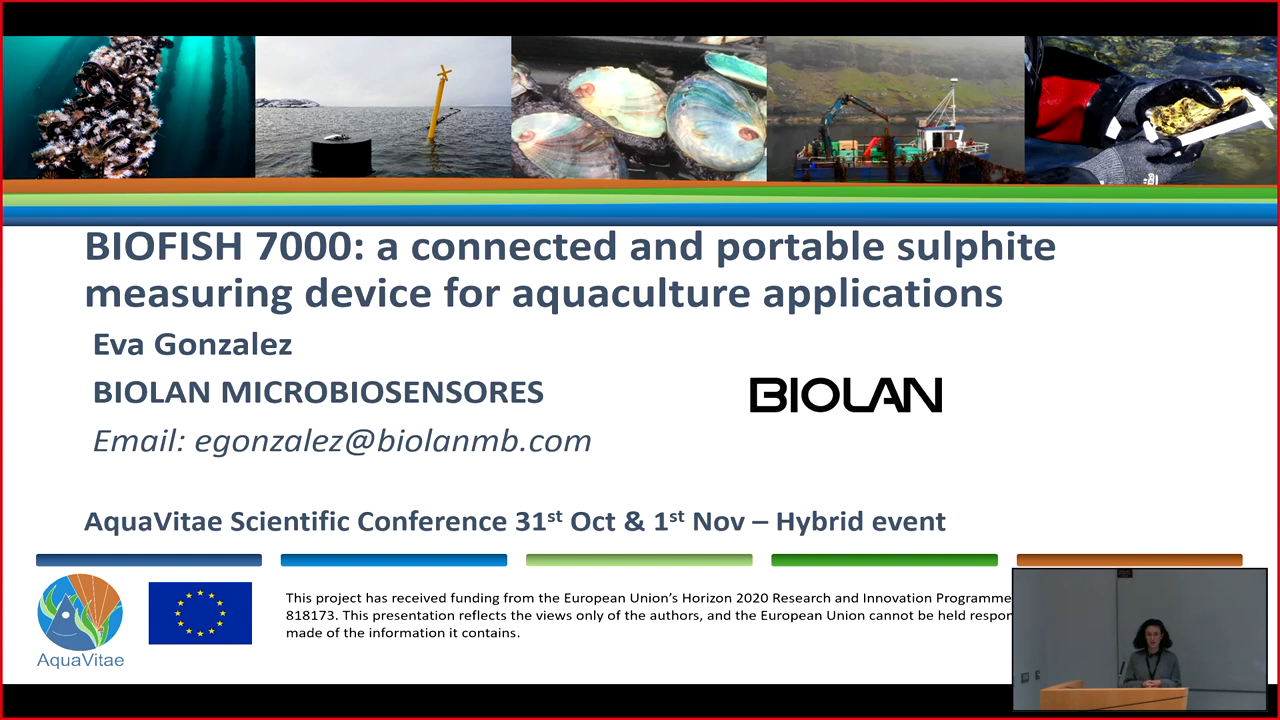 BIOFISH 7000: a connected and portable sulphite
measuring device for aquaculture applications
Eva Gonzalez
BIOLAN MICROBIOSENSORES
BIOLAN
Email: egonzalez@biolanmb.com
AquaVitae Scientific Conference 31st Oct & 1st Nov – Hybrid event
This project has received funding from the European Union's Horizon 2020 Research and Innovation Programme
818173. This presentation reflects the views only of the authors, and the European Union cannot be held respon
made of the information it contains.
AquaVitae